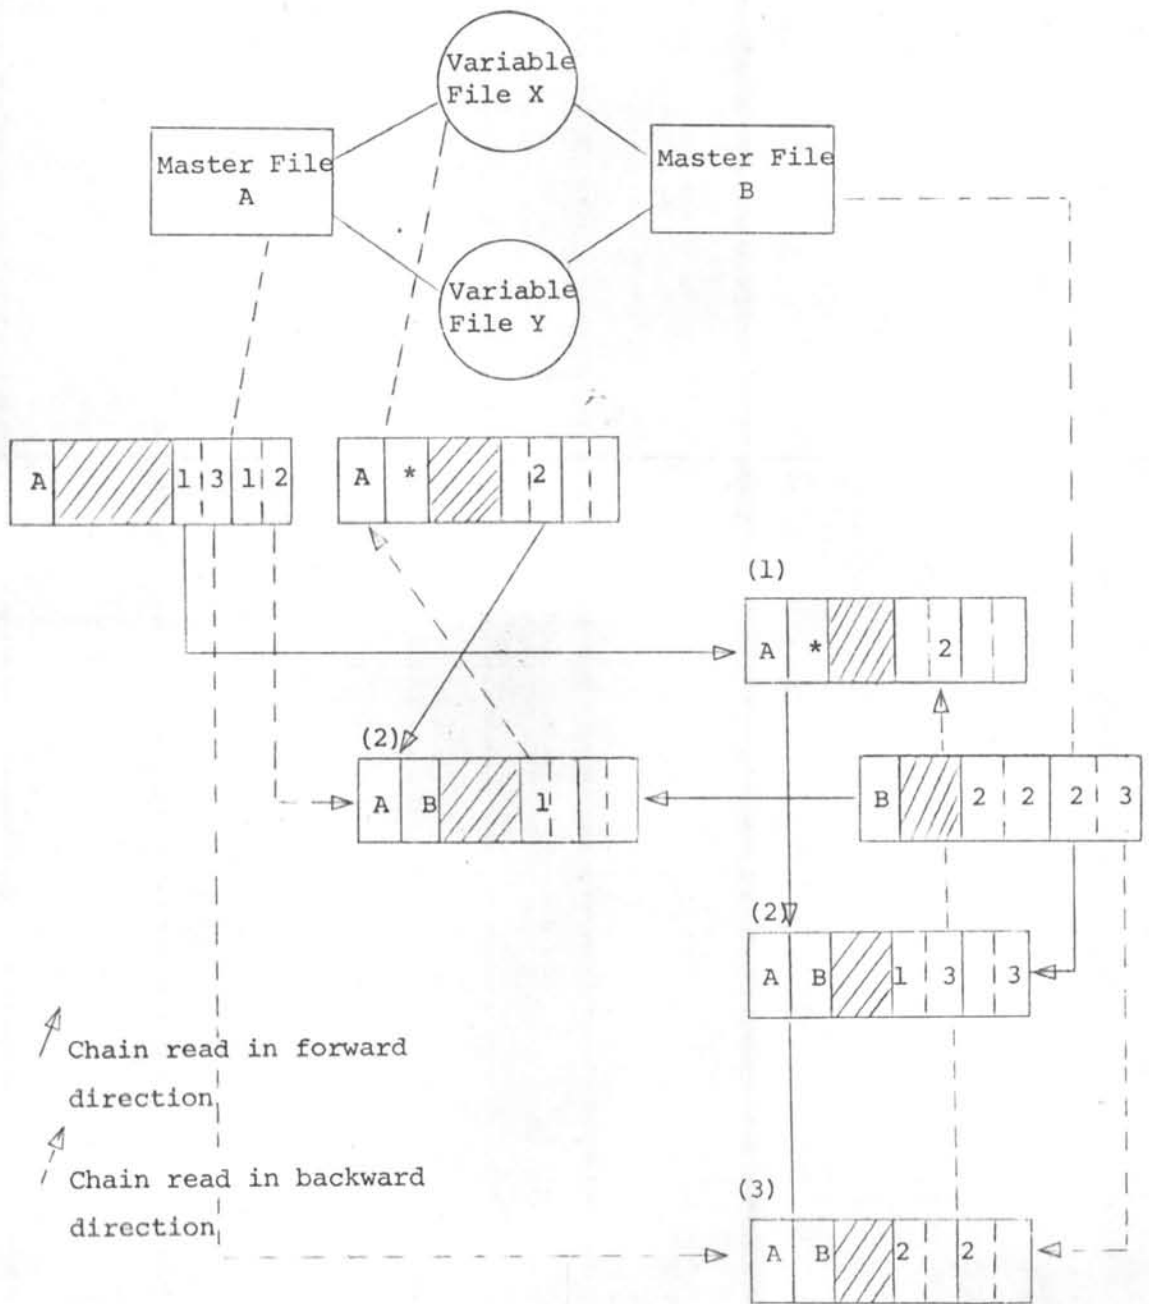 Variable
File X
Master File
A
Master File
B
Variable
File Y
A 1 3 1 2
A * 2
(1)
A * 2
(2)
A B 1
B 2 2 2 3
(2)
A B 1 3 3
Chain read in forward
direction
Chain read in backward
direction
(3)
A B 2 2